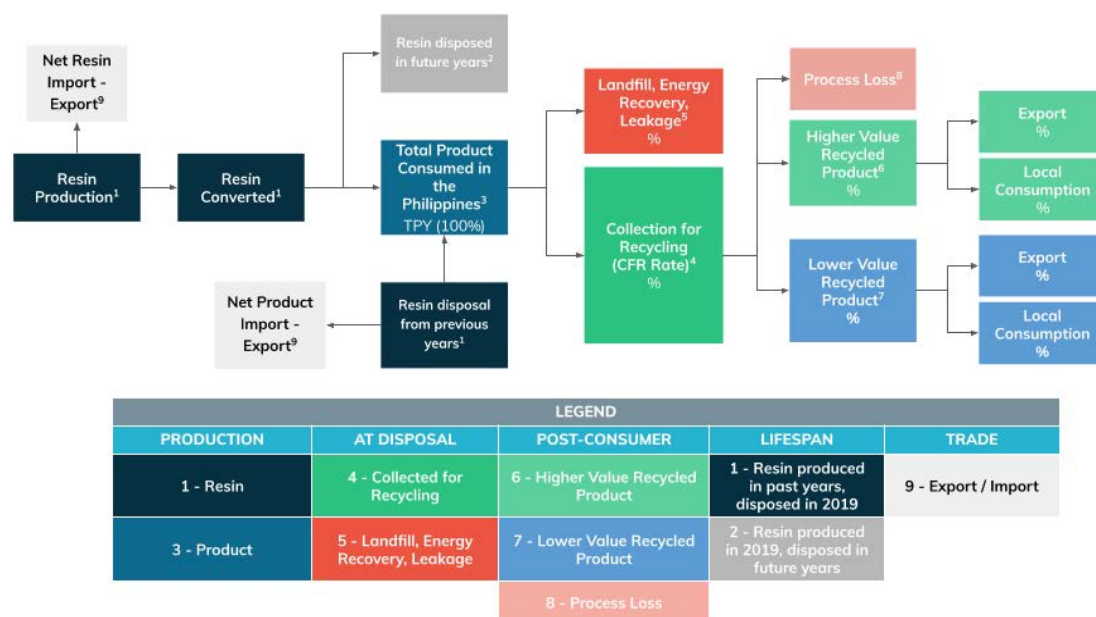 Net Resin
Import -
Export⁹
Resin disposed
in future years²
Resin
Production¹
Resin
Converted¹
Total Product
Consumed in
the
Philippines³
TPY (100%)
Net Product
Import -
Export⁹
Resin disposal
from previous
years¹
Landfill, Energy
Recovery,
Leakage⁵
%
Collection for
Recycling
(CFR Rate)⁴
%
Process Loss⁸
Higher Value
Recycled
Product⁶
%
Lower Value
Recycled
Product⁷
%
Export
%
Local
Consumption
%
Export
%
Local
Consumption
%
LEGEND
PRODUCTION
AT DISPOSAL
POST-CONSUMER
LIFESPAN
TRADE
1 - Resin
4 - Collected for
Recycling
6 - Higher Value Recycled
Product
1 - Resin produced
in past years,
disposed in 2019
9 - Export / Import
3 - Product
5 - Landfill, Energy
Recovery, Leakage
7 - Lower Value Recycled
Product
2 - Resin produced
in 2019, disposed in
future years
8 - Process Loss